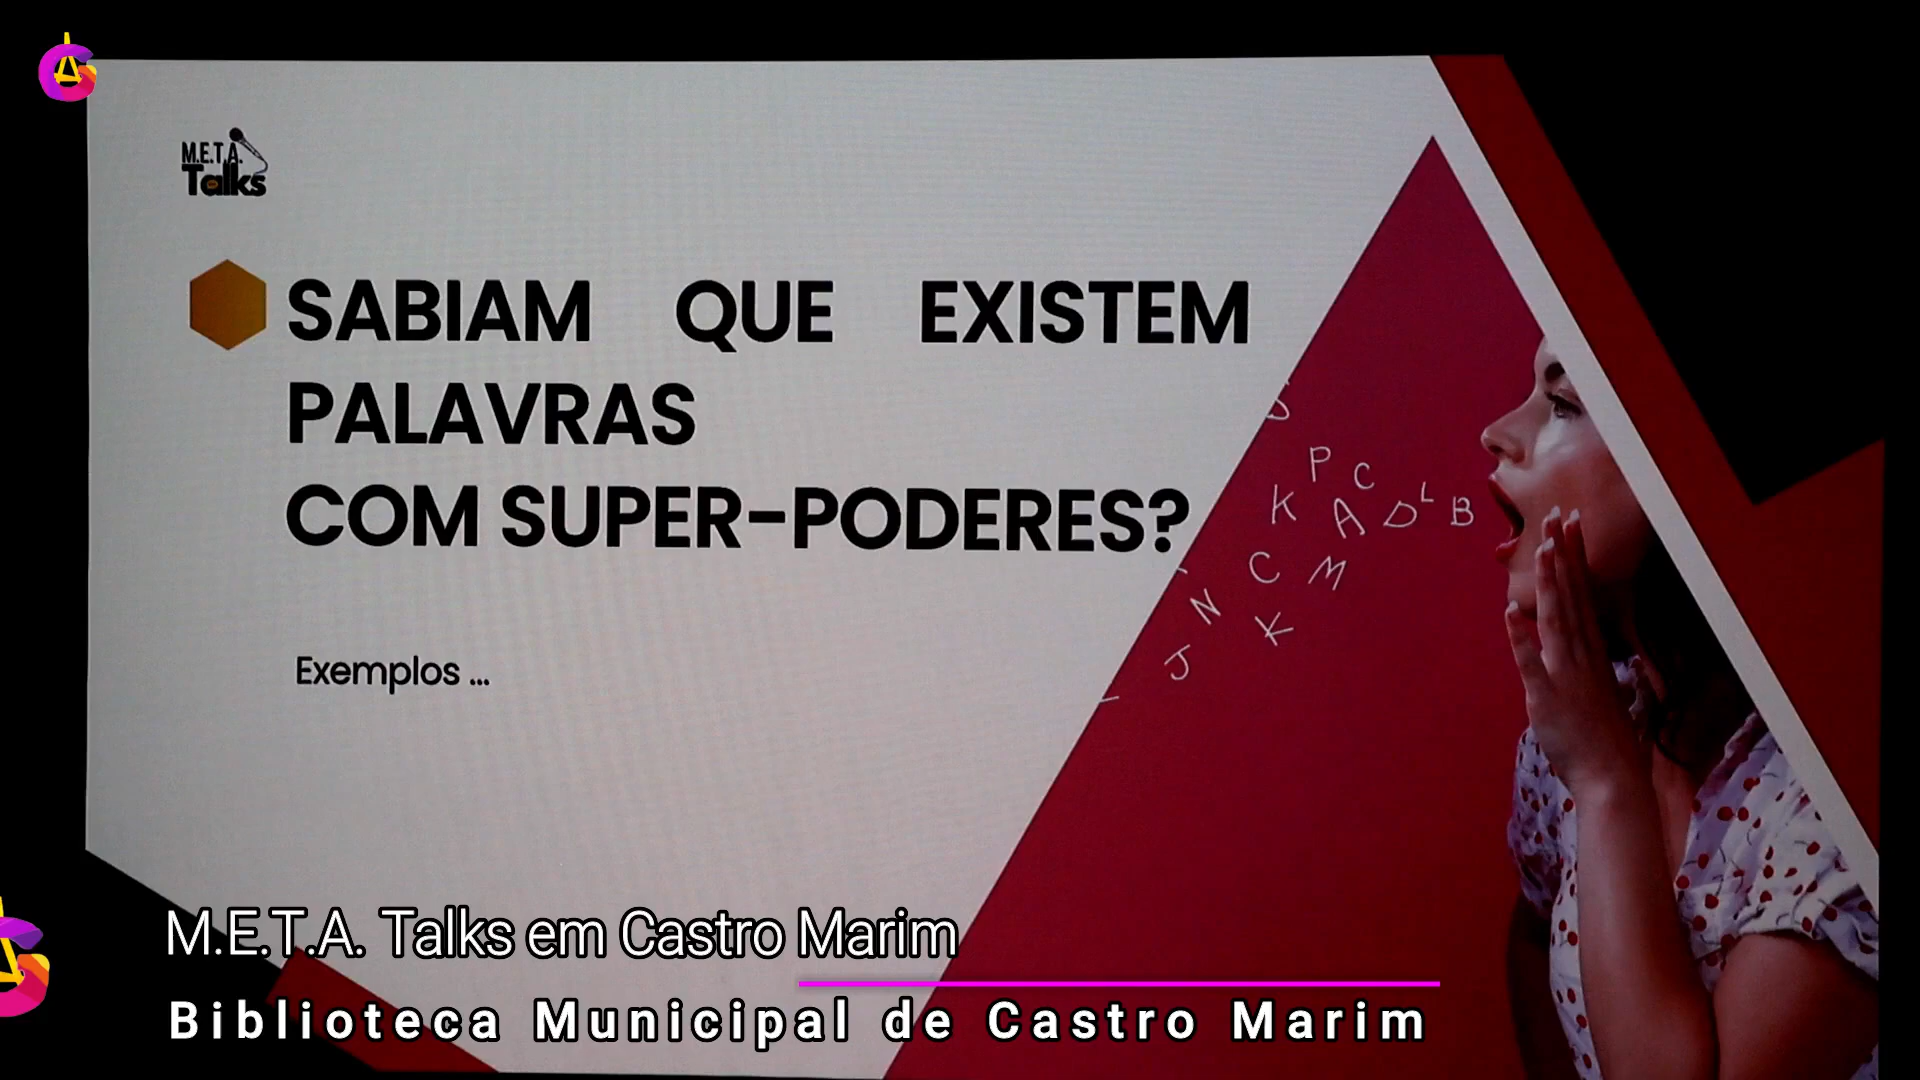 M.E.T.A.
Talks
SABIAM QUE EXISTEM
PALAVRAS
COM SUPER-PODERES?
Exemplos ...
P C
K A D L B
C M
N K
J
M.E.T.A. Talks em Castro Marim
Biblioteca Municipal de Castro Marim